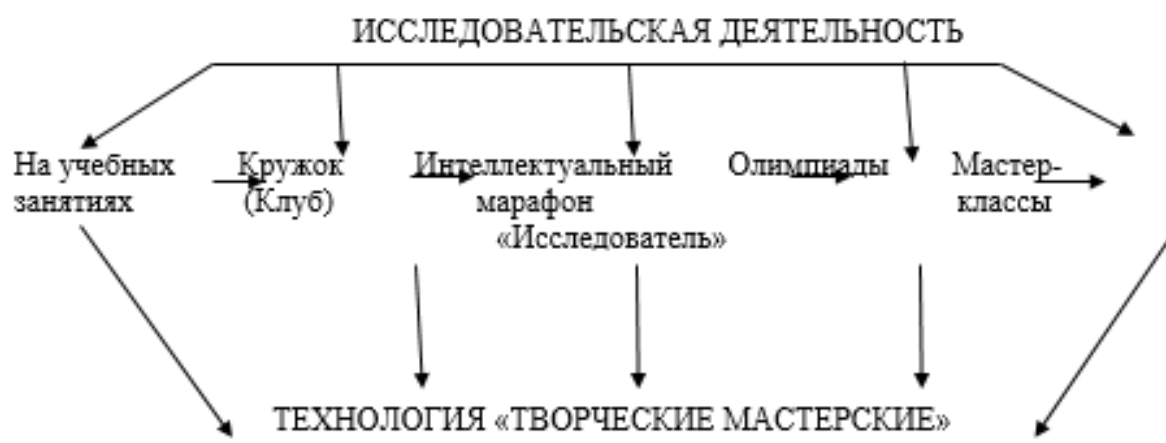 ИССЛЕДОВАТЕЛЬСКАЯ ДЕЯТЕЛЬНОСТЬ
На учебных занятиях
Кружок (Клуб)
Интеллектуальный марафон «Исследователь»
Олимпиады
Мастер-классы
ТЕХНОЛОГИЯ «ТВОРЧЕСКИЕ МАСТЕРСКИЕ»